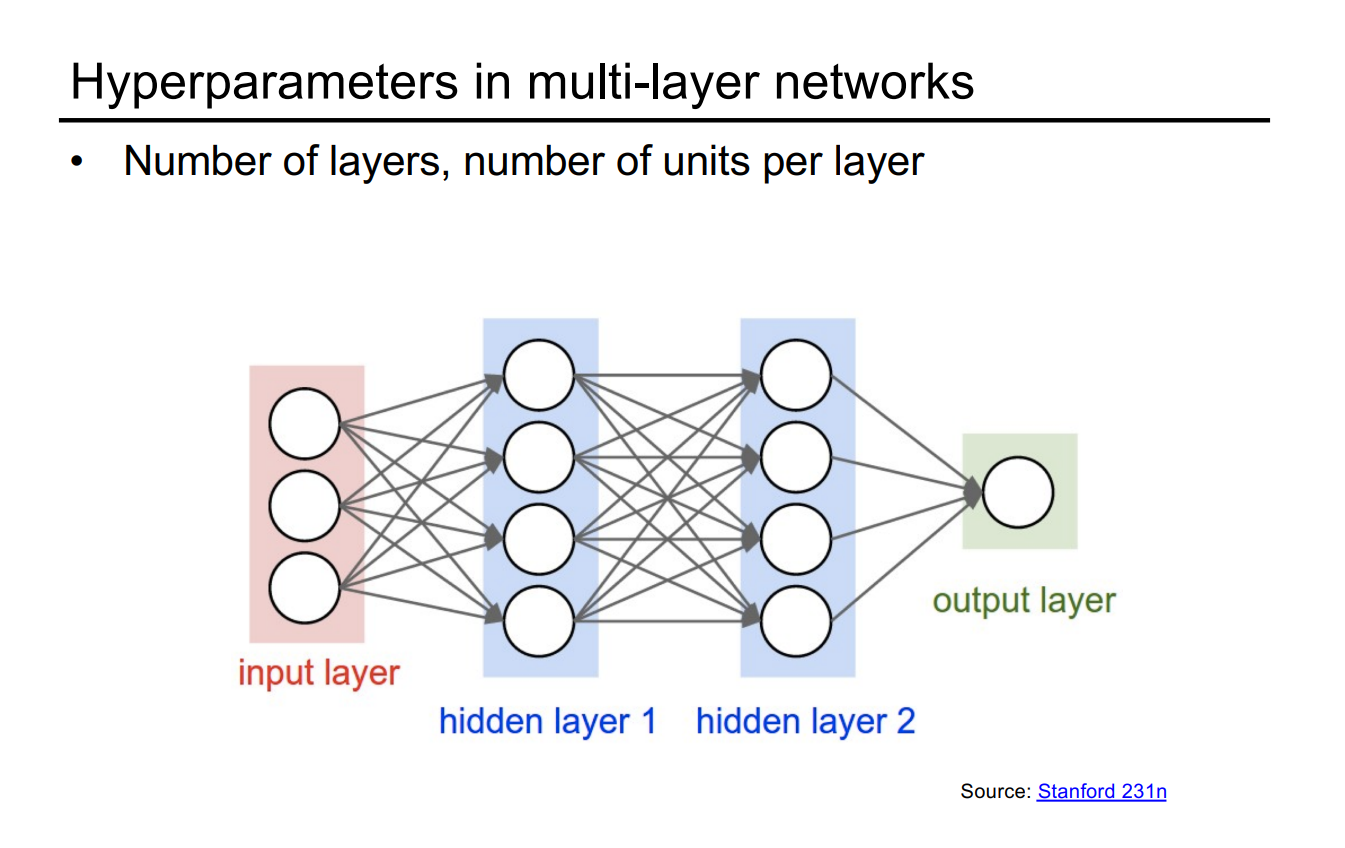 Hyperparameters in multi-layer networks
• Number of layers, number of units per layer
input layer
hidden layer 1
hidden layer 2
output layer
Source: Stanford 231n